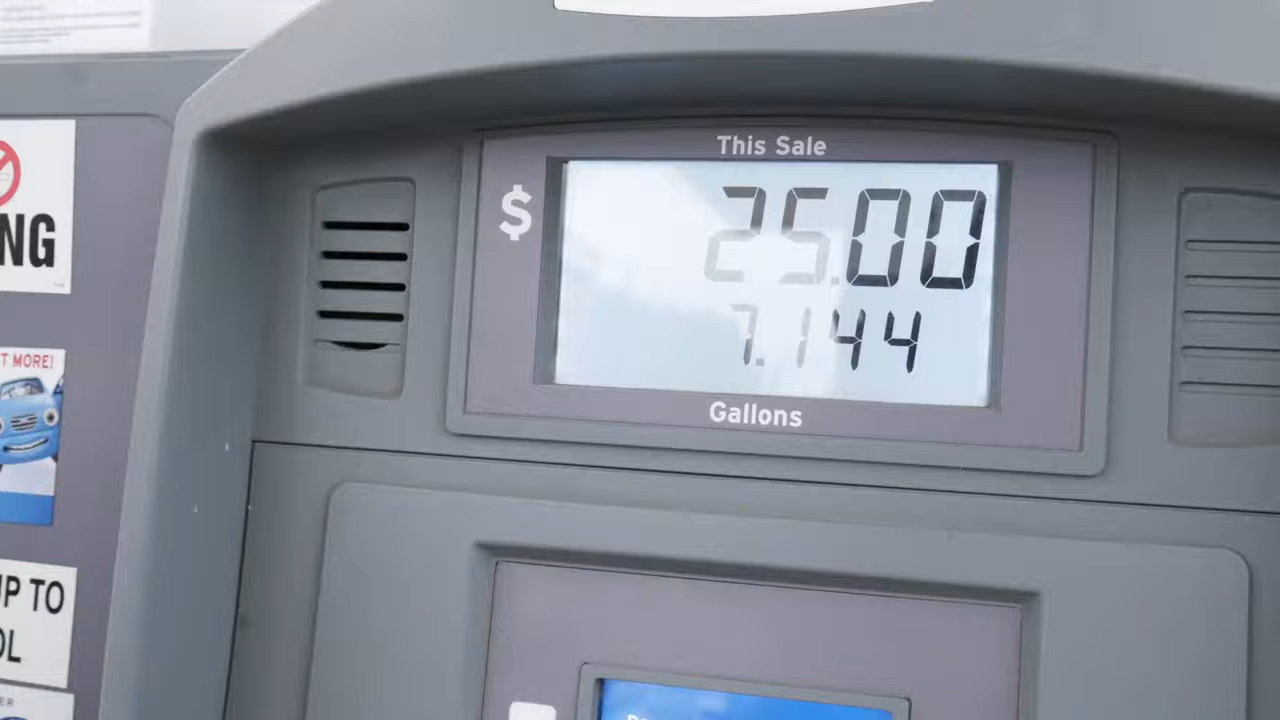 This Sale
$ 25.00
7.144
Gallons
NG
T MORE!
UP TO
OL